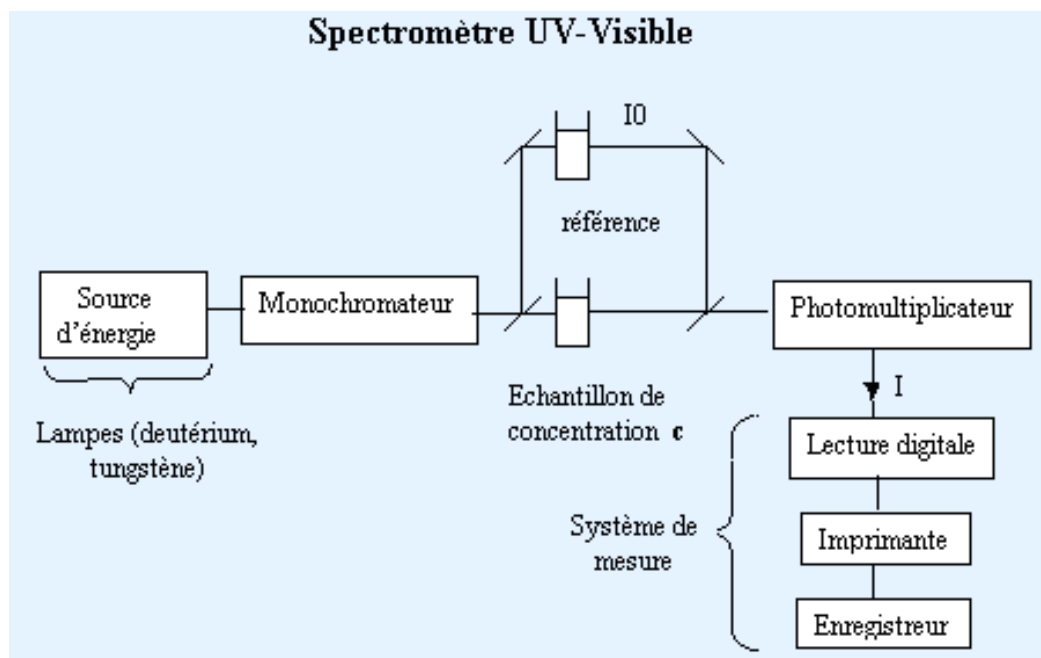 Spectromètre UV-Visible
I0
référence
Source
d'énergie
Monochromateur
Photomultiplicateur
Lampes (deutérium,
tungstène)
Echantillon de
concentration c
I
Lecture digitale
Système de
mesure
Imprimante
Enregistreur